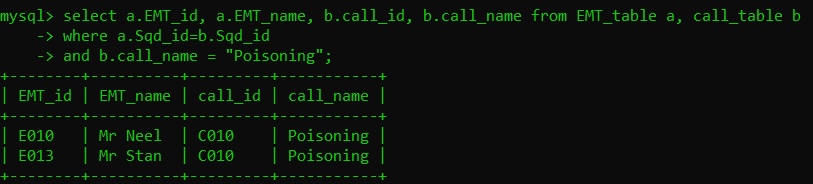 mysql> select a.EMT_id, a.EMT_name, b.call_id, b.call_name from EMT_table a, call_table b
    -> where a.Sqd_id=b.Sqd_id
    -> and b.call_name = "Poisoning";
+--------+----------+---------+-----------+
| EMT_id | EMT_name | call_id | call_name |
+--------+----------+---------+-----------+
| E010   | Mr Neel  | C010    | Poisoning |
| E013   | Mr Stan  | C010    | Poisoning |
+--------+----------+---------+-----------+